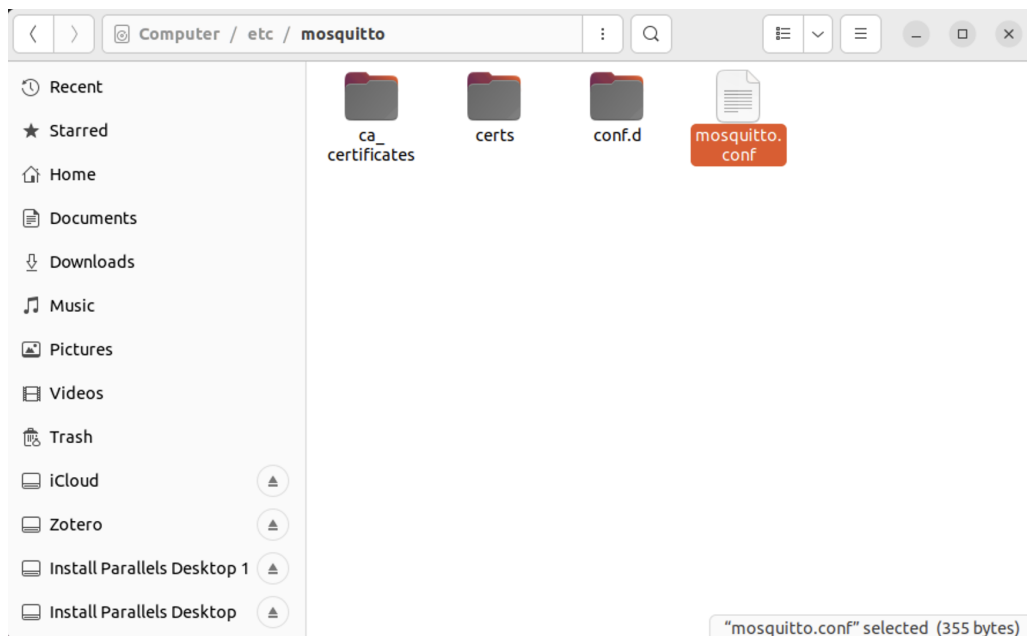 Computer / etc / mosquitto
Recent
Starred
Home
Documents
Downloads
Music
Pictures
Videos
Trash
iCloud
Zotero
Install Parallels Desktop 1
Install Parallels Desktop
ca_
certificates
certs
conf.d
mosquitto.
conf
“mosquitto.conf” selected (355 bytes)